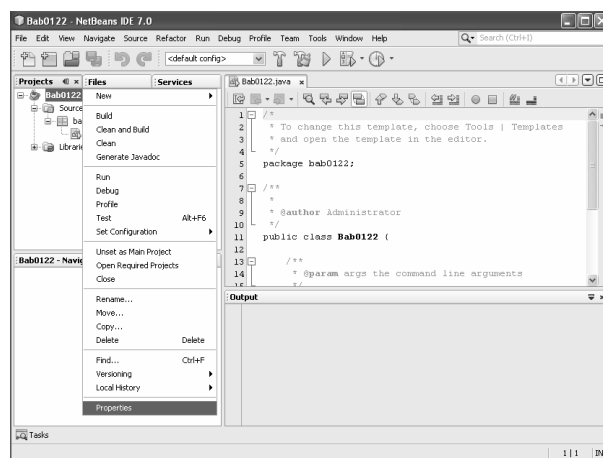 Bab0122 - NetBeans IDE 7.0
File Edit View Navigate Source Refactor Run Debug Profile Team Tools Window Help
Search (Ctrl+I)
<default config>
Projects
Files
Services
Bab0122.java
Bab0122
Source
ba
Librarie
New
Build
Clean and Build
Clean
Generate Javadoc
Run
Debug
Profile
Test Alt+F6
Set Configuration
Unset as Main Project
Open Required Projects
Close
Rename...
Move...
Copy...
Delete Delete
Find... Ctrl+F
Versioning
Local History
Properties
Bab0122 - Navig
1 /*
2 * To change this template, choose Tools | Templates
3 * and open the template in the editor.
4 */
5 package bab0122;
6
7 /**
8 *
9 * @author Administrator
10 */
11 public class Bab0122 {
12
13 /**
14 * @param args the command line arguments
15 */
Output
Tasks
1 | 1 IN